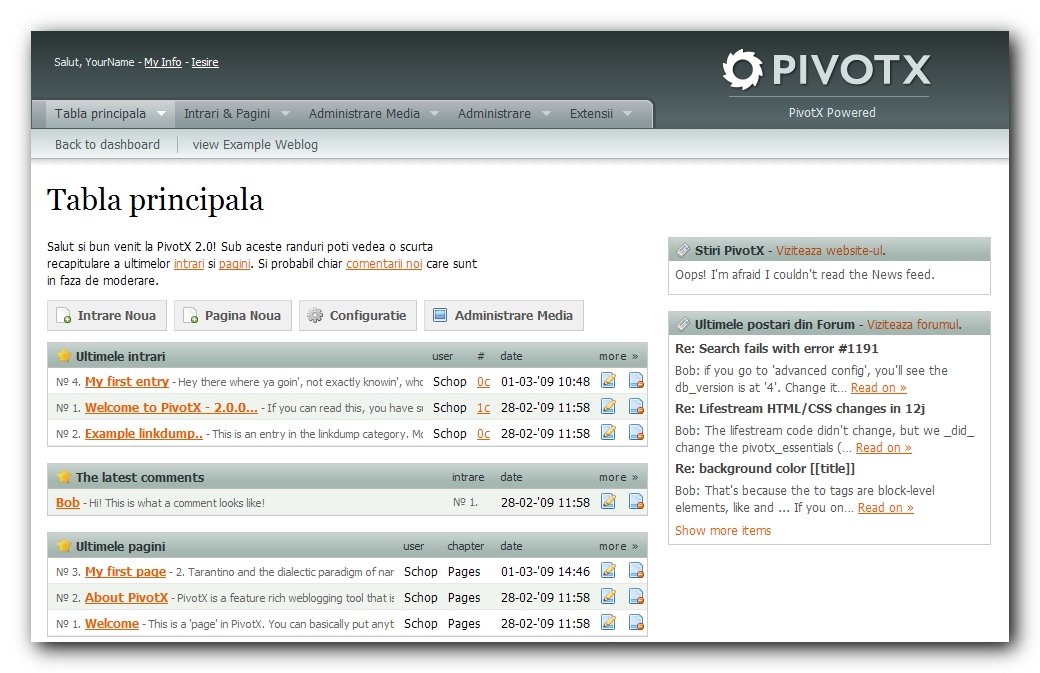 Salut, YourName - My Info - Iesire
PIVOTX
PivotX Powered
Tabla principala Intrari & Pagini Administrare Media Administrare Extensii
Back to dashboard view Example Weblog
Tabla principala
Salut si bun venit la PivotX 2.0! Sub aceste randuri poti vedea o scurta
recapitulare a ultimelor intrari si pagini. Si probabil chiar comentarii noi care sunt
in faza de moderare.
Intrare Noua Pagina Noua Configuratie Administrare Media
Ultimele intrari user # date more »
Nº 4. My first entry - Hey there where ya goin', not exactly knowin', who Schop 0c 01-03-'09 10:48
Nº 1. Welcome to PivotX - 2.0.0... - If you can read this, you have su Schop 1c 28-02-'09 11:58
Nº 2. Example linkdump.. - This is an entry in the linkdump category. Mo Schop 0c 28-02-'09 11:58
The latest comments intrare date more »
Bob - Hi! This is what a comment looks like! Nº 1. 28-02-'09 11:58
Ultimele pagini user chapter date more »
Nº 3. My first page - 2. Tarantino and the dialectic paradigm of nar Schop Pages 01-03-'09 14:46
Nº 2. About PivotX - PivotX is a feature rich weblogging tool that is Schop Pages 28-02-'09 11:58
Nº 1. Welcome - This is a 'page' in PivotX. You can basically put anyt Schop Pages 28-02-'09 11:58
Stiri PivotX - Viziteaza website-ul.
Oops! I'm afraid I couldn't read the News feed.
Ultimele postari din Forum - Viziteaza forumul.
Re: Search fails with error #1191
Bob: if you go to 'advanced config', you'll see the
db_version is at '4'. Change it... Read on »
Re: Lifestream HTML/CSS changes in 12j
Bob: The lifestream code didn't change, but we _did_
change the pivotx_essentials (... Read on »
Re: background color [[title]]
Bob: That's because the to tags are block-level
elements, like and ... If you on... Read on »
Show more items